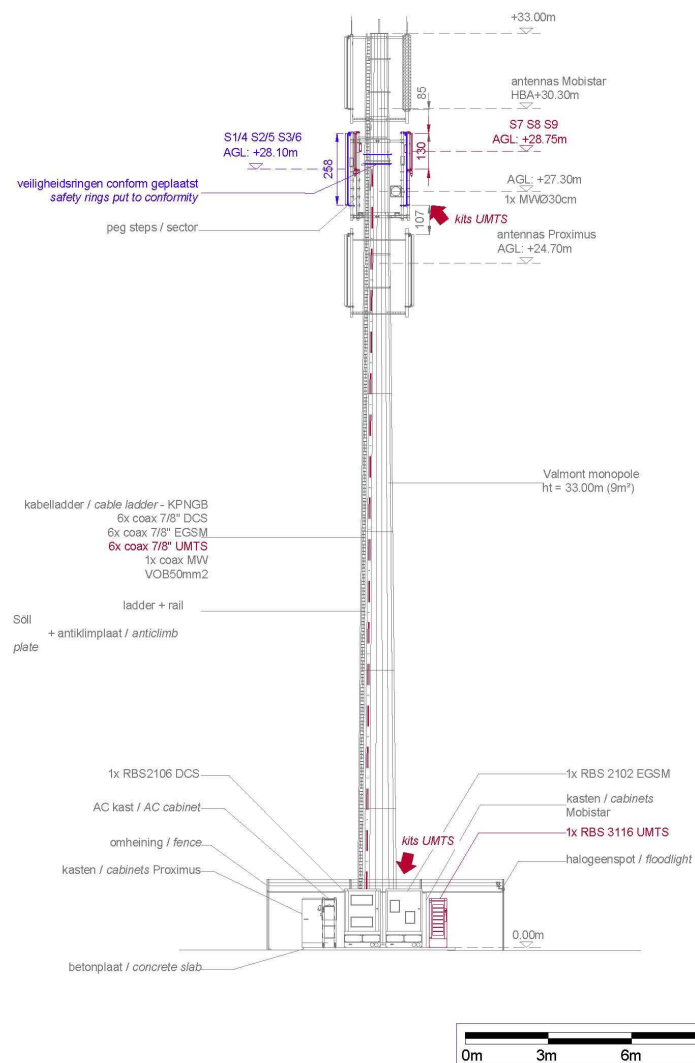 +33.00m
antennas Mobistar
HBA+30.30m
85
S1/4 S2/5 S3/6
AGL: +28.10m
S7 S8 S9
AGL: +28.75m
258
130
veiligheidsringen conform geplaatst
safety rings put to conformity
AGL: +27.30m
1x MWØ30cm
peg steps / sector
kits UMTS
107
antennas Proximus
AGL: +24.70m
Valmont monopole
ht = 33.00m (9m²)
kabelladder / cable ladder - KPNGB
6x coax 7/8" DCS
6x coax 7/8" EGSM
6x coax 7/8" UMTS
1x coax MW
VOB50mm2
ladder + rail
Söll
+ antiklimplaat / anticlimb
plate
1x RBS2106 DCS
1x RBS 2102 EGSM
AC kast / AC cabinet
kasten / cabinets
Mobistar
omheining / fence
kits UMTS
1x RBS 3116 UMTS
kasten / cabinets Proximus
halogeenspot / floodlight
0.00m
betonplaat / concrete slab
0m 3m 6m